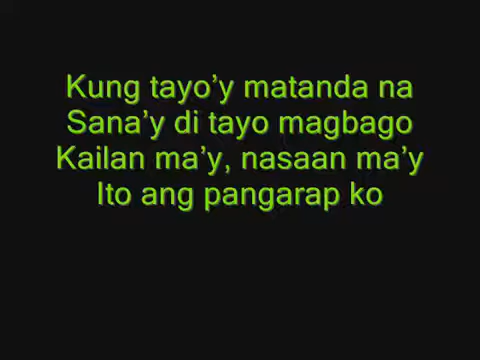 Kung tayo’y matanda na
Sana’y di tayo magbago
Kailan ma’y, nasaan ma’y
Ito ang pangarap ko